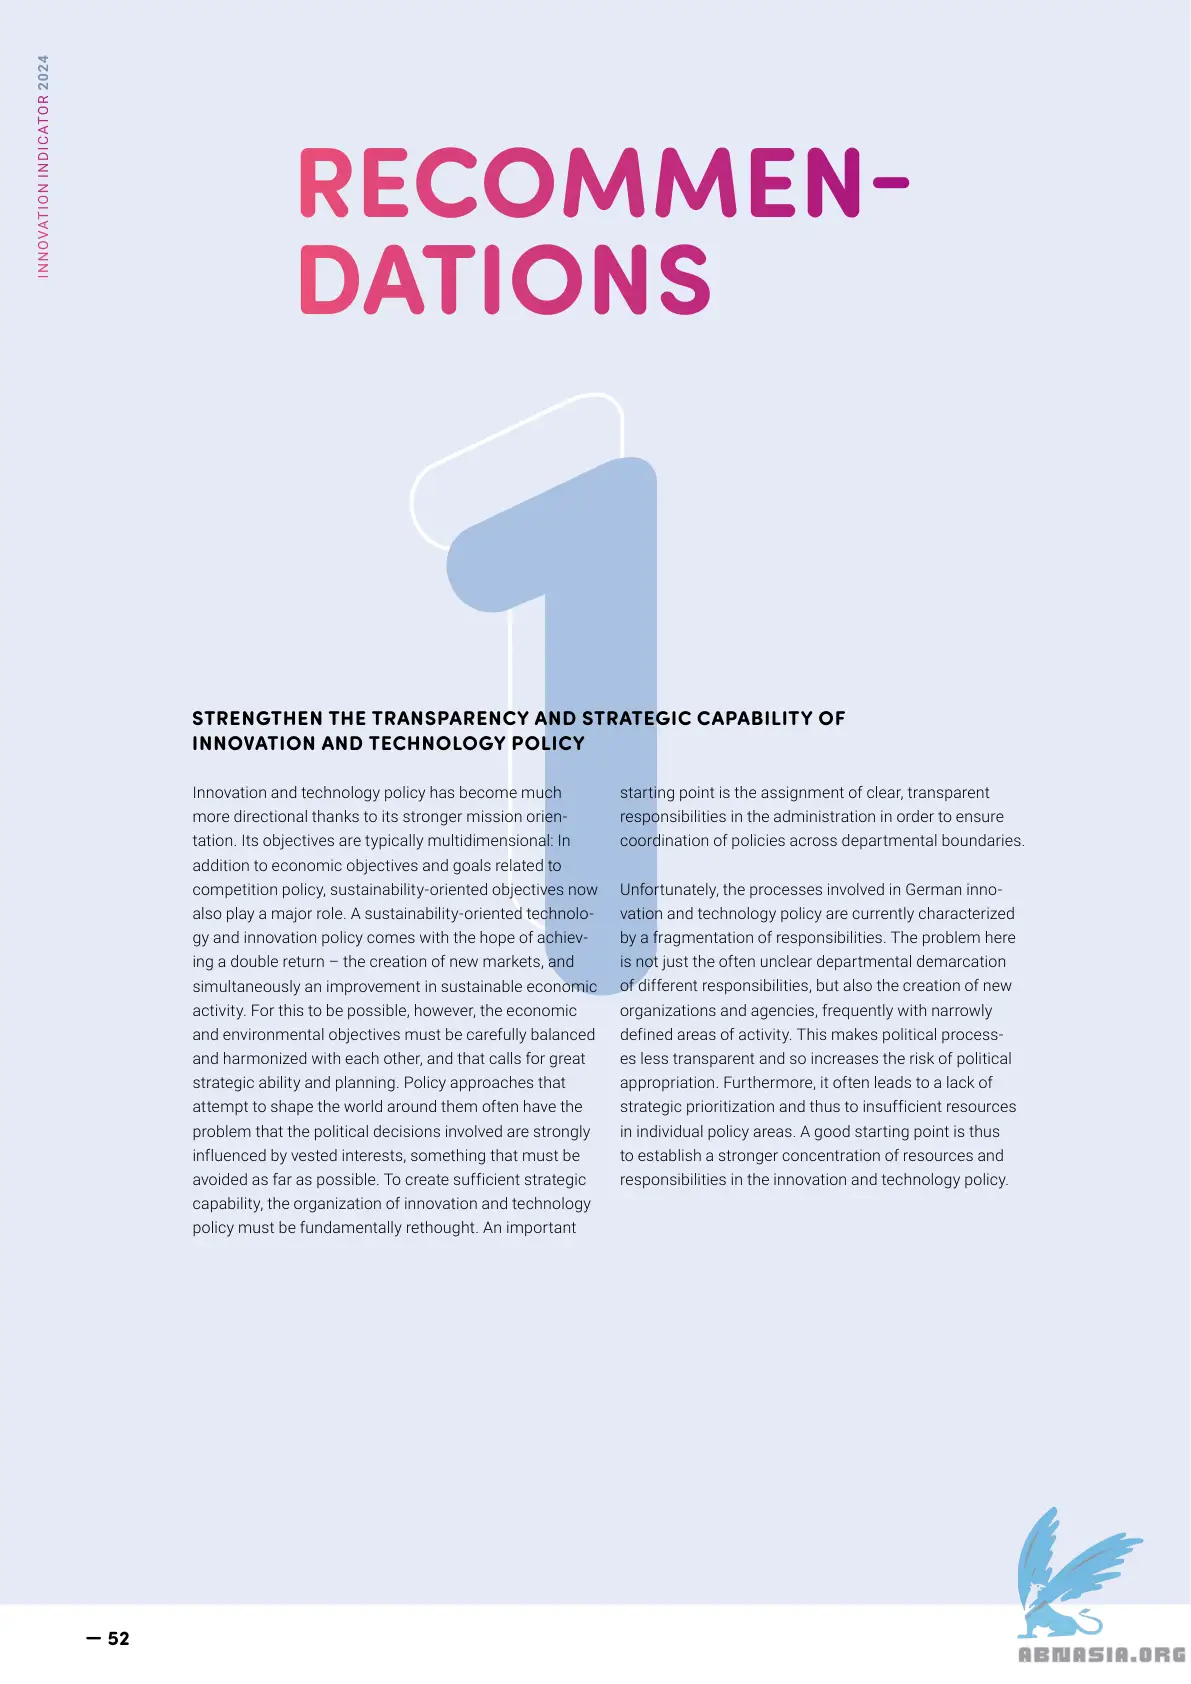 INNOVATION INDICATOR 2024
RECOMMEN-
DATIONS
1
STRENGTHEN THE TRANSPARENCY AND STRATEGIC CAPABILITY OF
INNOVATION AND TECHNOLOGY POLICY
Innovation and technology policy has become much
more directional thanks to its stronger mission orien-
tation. Its objectives are typically multidimensional: In
addition to economic objectives and goals related to
competition policy, sustainability-oriented objectives now
also play a major role. A sustainability-oriented technolo-
gy and innovation policy comes with the hope of achiev-
ing a double return – the creation of new markets, and
simultaneously an improvement in sustainable economic
activity. For this to be possible, however, the economic
and environmental objectives must be carefully balanced
and harmonized with each other, and that calls for great
strategic ability and planning. Policy approaches that
attempt to shape the world around them often have the
problem that the political decisions involved are strongly
influenced by vested interests, something that must be
avoided as far as possible. To create sufficient strategic
capability, the organization of innovation and technology
policy must be fundamentally rethought. An important
starting point is the assignment of clear, transparent
responsibilities in the administration in order to ensure
coordination of policies across departmental boundaries.
Unfortunately, the processes involved in German inno-
vation and technology policy are currently characterized
by a fragmentation of responsibilities. The problem here
is not just the often unclear departmental demarcation
of different responsibilities, but also the creation of new
organizations and agencies, frequently with narrowly
defined areas of activity. This makes political process-
es less transparent and so increases the risk of political
appropriation. Furthermore, it often leads to a lack of
strategic prioritization and thus to insufficient resources
in individual policy areas. A good starting point is thus
to establish a stronger concentration of resources and
responsibilities in the innovation and technology policy.
— 52
ABNASIA.ORG